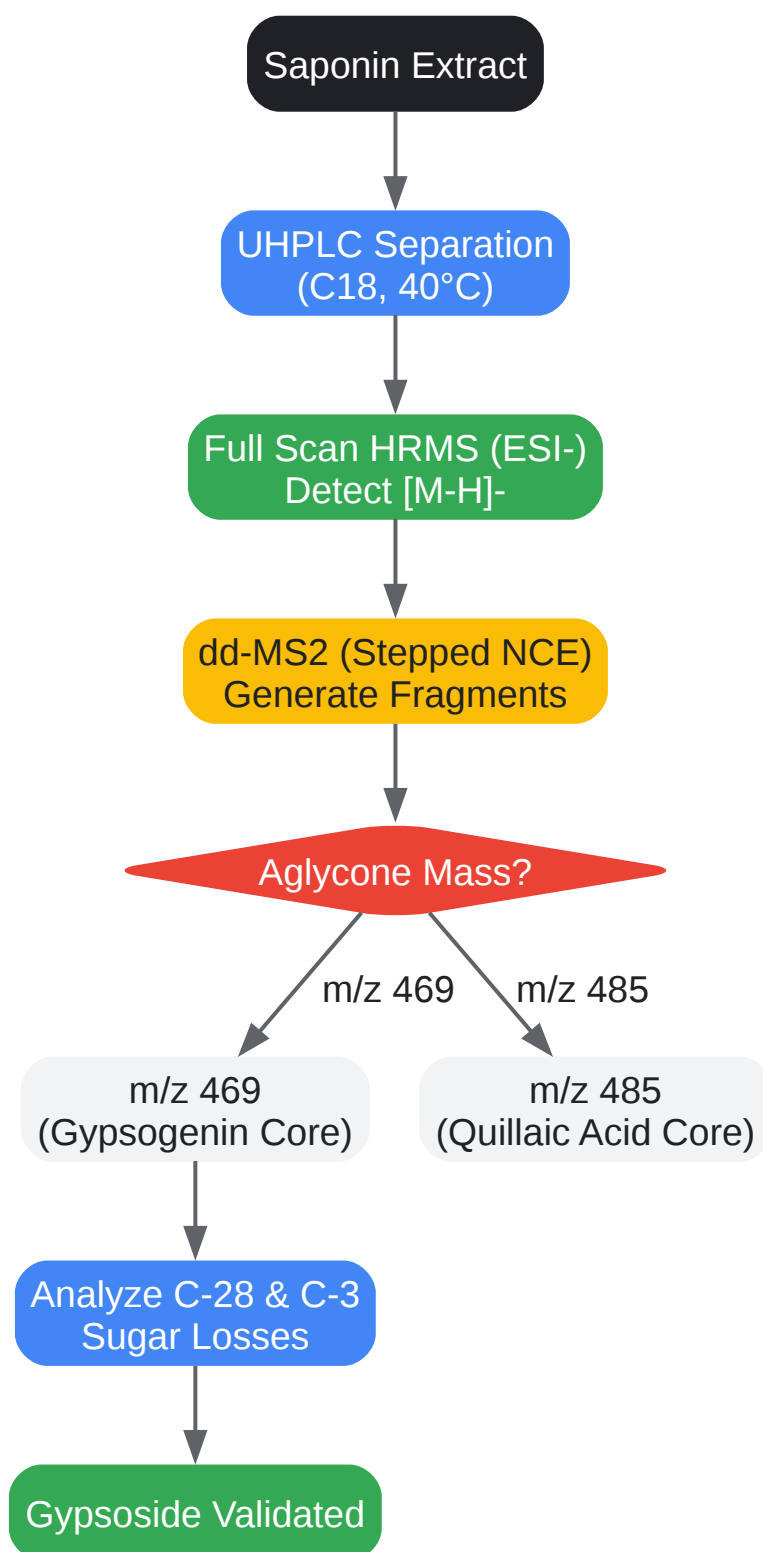 Saponin Extract
UHPLC Separation
(C18, 40°C)
Full Scan HRMS (ESI-)
Detect [M-H]-
dd-MS2 (Stepped NCE)
Generate Fragments
Aglycone Mass?
m/z 469
m/z 485
m/z 469
(Gypsogenin Core)
m/z 485
(Quillaic Acid Core)
Analyze C-28 & C-3
Sugar Losses
Gypsoside Validated